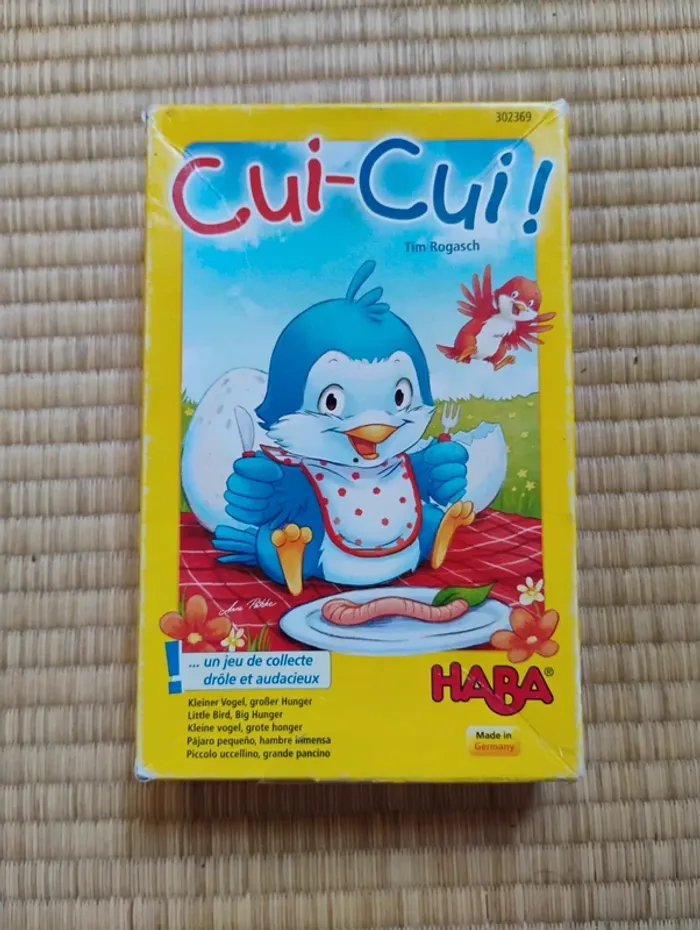 302369
Cui-Cui!
Tim Rogasch
... un jeu de collecte
drôle et audacieux
Kleiner Vogel, großer Hunger
Little Bird, Big Hunger
Kleine vogel, grote honger
Pájaro pequeño, hambre inmensa
Piccolo uccellino, grande pancino
HABA®
Made in
Germany